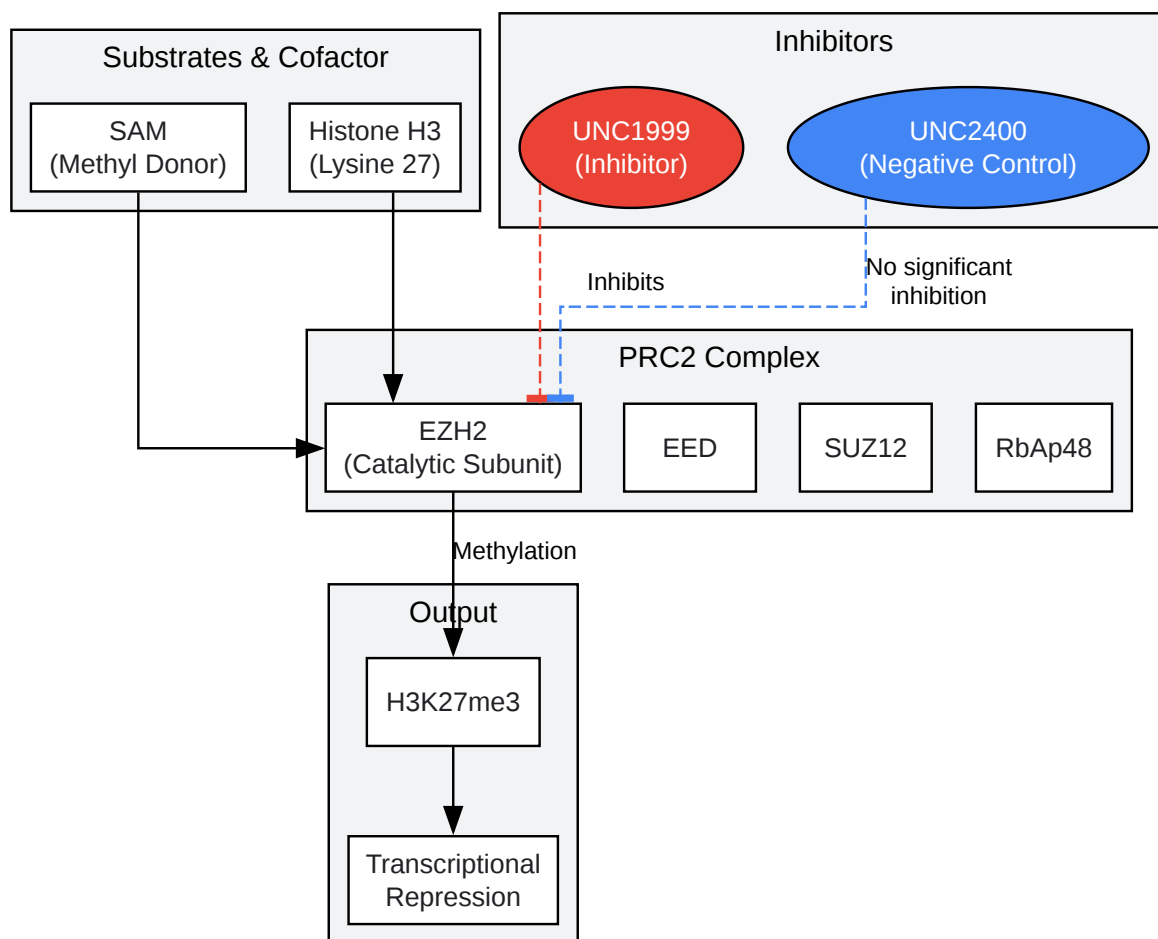 Substrates & Cofactor
SAM
(Methyl Donor)
Histone H3
(Lysine 27)
Inhibitors
UNC1999
(Inhibitor)
UNC2400
(Negative Control)
Inhibits
No significant
inhibition
PRC2 Complex
EZH2
(Catalytic Subunit)
EED
SUZ12
RbAp48
Methylation
Output
H3K27me3
Transcriptional
Repression